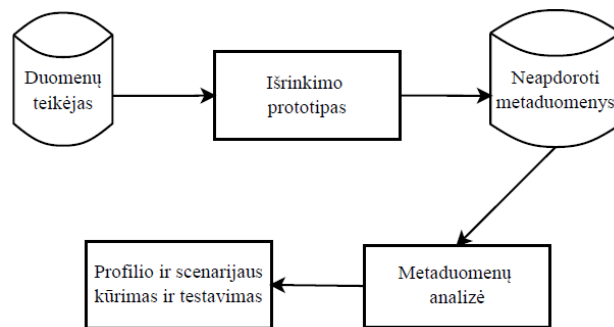 Duomenų
teikėjas
Išrinkimo
prototipas
Neapdoroti
metaduomenys
Metaduomenų
analizė
Profilio ir scenarijaus
kūrimas ir testavimas